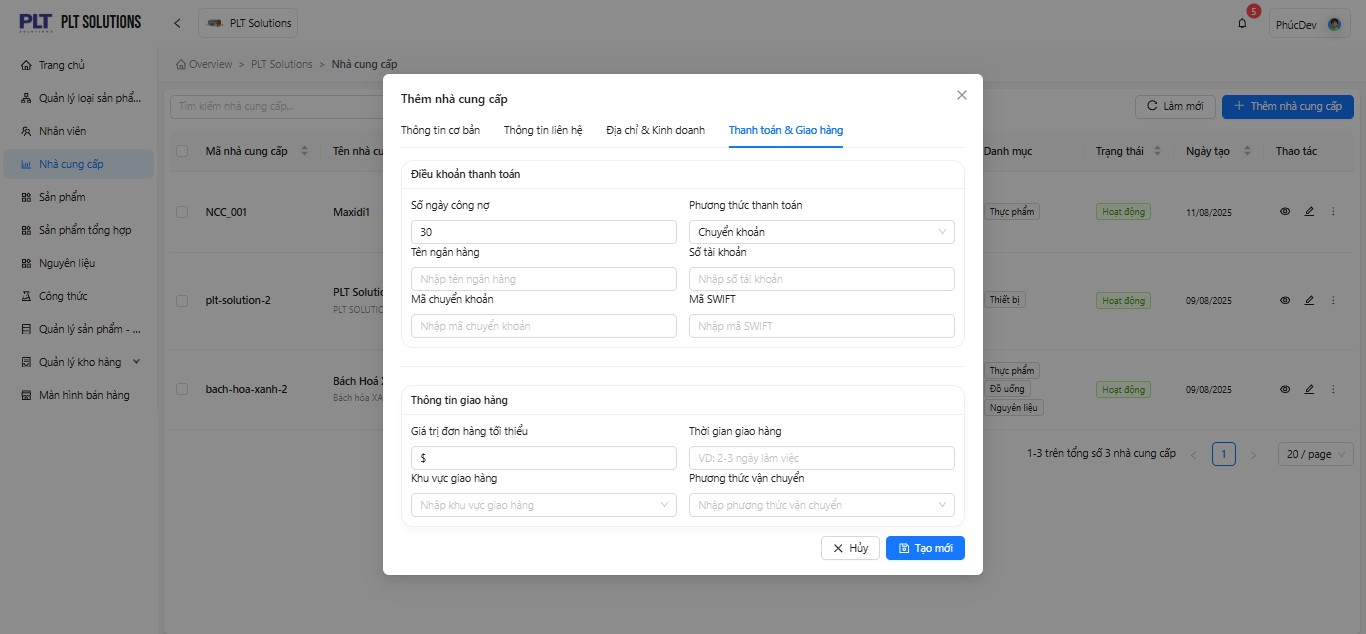 PLT SOLUTIONS
PLT Solutions
5
PhúcDev
Trang chủ
Quản lý loại sản phẩ...
Nhân viên
Nhà cung cấp
Sản phẩm
Sản phẩm tổng hợp
Nguyên liệu
Công thức
Quản lý sản phẩm - ...
Quản lý kho hàng
Màn hình bán hàng
Overview > PLT Solutions > Nhà cung cấp
Tìm kiếm nhà cung cấp...
Làm mới
Thêm nhà cung cấp
Mã nhà cung cấp
Tên nhà cu
Danh mục
Trạng thái
Ngày tạo
Thao tác
NCC_001
Maxidi1
Thực phẩm
Hoạt động
11/08/2025
plt-solution-2
PLT Solutic
PLT SOLUTIC
Thiết bị
Hoạt động
09/08/2025
bach-hoa-xanh-2
Bách Hoá
Bách hóa XA
Thực phẩm
Đồ uống
Nguyên liệu
Hoạt động
09/08/2025
1-3 trên tổng số 3 nhà cung cấp
1
20 / page
Thêm nhà cung cấp
Thông tin cơ bản
Thông tin liên hệ
Địa chỉ & Kinh doanh
Thanh toán & Giao hàng
Điều khoản thanh toán
Số ngày công nợ
Phương thức thanh toán
30
Chuyển khoản
Tên ngân hàng
Số tài khoản
Nhập tên ngân hàng
Nhập số tài khoản
Mã chuyển khoản
Mã SWIFT
Nhập mã chuyển khoản
Nhập mã SWIFT
Thông tin giao hàng
Giá trị đơn hàng tối thiểu
Thời gian giao hàng
$
VD: 2-3 ngày làm việc
Khu vực giao hàng
Phương thức vận chuyển
Nhập khu vực giao hàng
Nhập phương thức vận chuyển
Hủy
Tạo mới